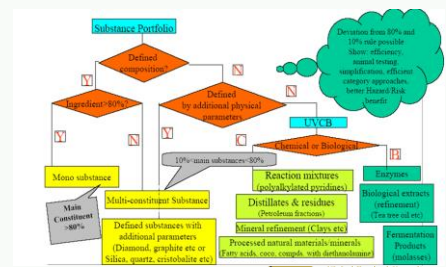 Substance Portfolio
Deviation from 80% and
10% rule possible
Show: efficiency,
animal testing,
simplification, efficient
category approaches,
better Hazard/Risk
benefit
Defined
composition?
Y
N
Ingredient>80%?
Defined
by additional physical
parameters
N
UVCB
Y
N
Y
C
Chemical or Biological
B
10%<main substances<80%
Mono substance
Multi-constituent Substance
Main
Constituent
>80%
Defined substances with
additional parameters
(Diamond, graphite etc or
Silica, quartz, cristobalite etc)
Reaction mixtures
(polyalkylated pyridines)
Distillates & residues
(Petroleum fractions)
Mineral refinement (Clays etc)
Processed natural materials/minerals
(Fatty acids, coco, compds. with diethanolamine)
Enzymes
Biological extracts
(refinement)
(Tea tree oil etc)
Fermentation
Products
(molasses)